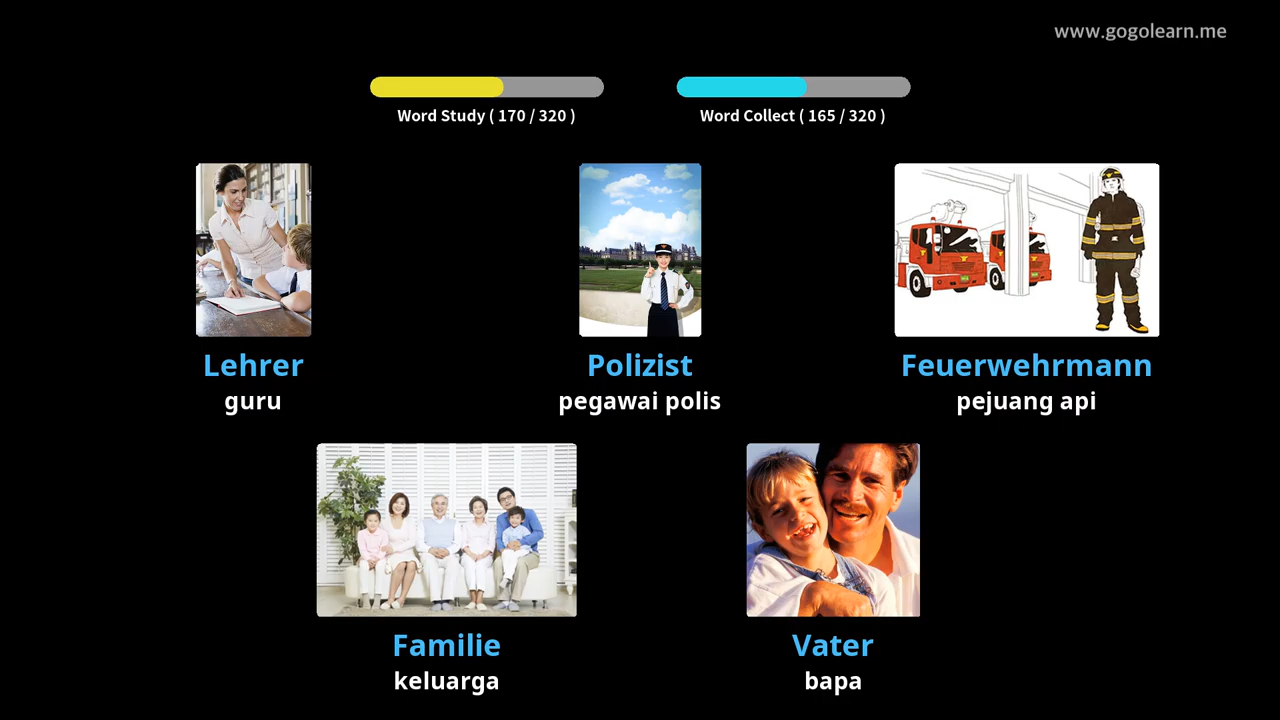 www.gogolearn.me
Word Study ( 170 / 320 )
Word Collect ( 165 / 320 )
Lehrer
guru
Polizist
pegawai polis
Feuerwehrmann
pejuang api
Familie
keluarga
Vater
bapa